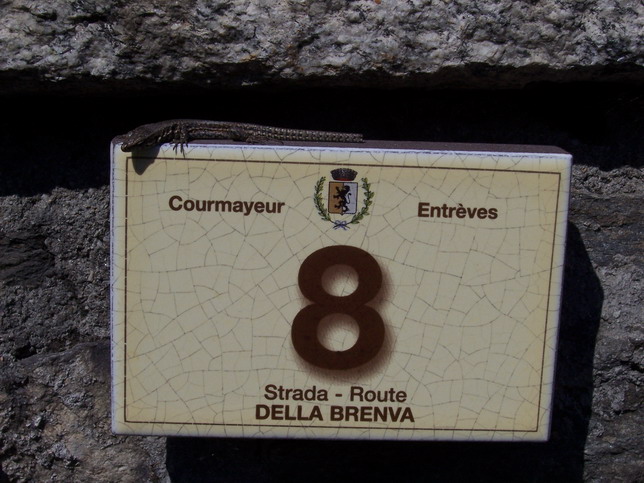 Courmayeur Entrèves
8
Strada - Route
DELLA BRENVA